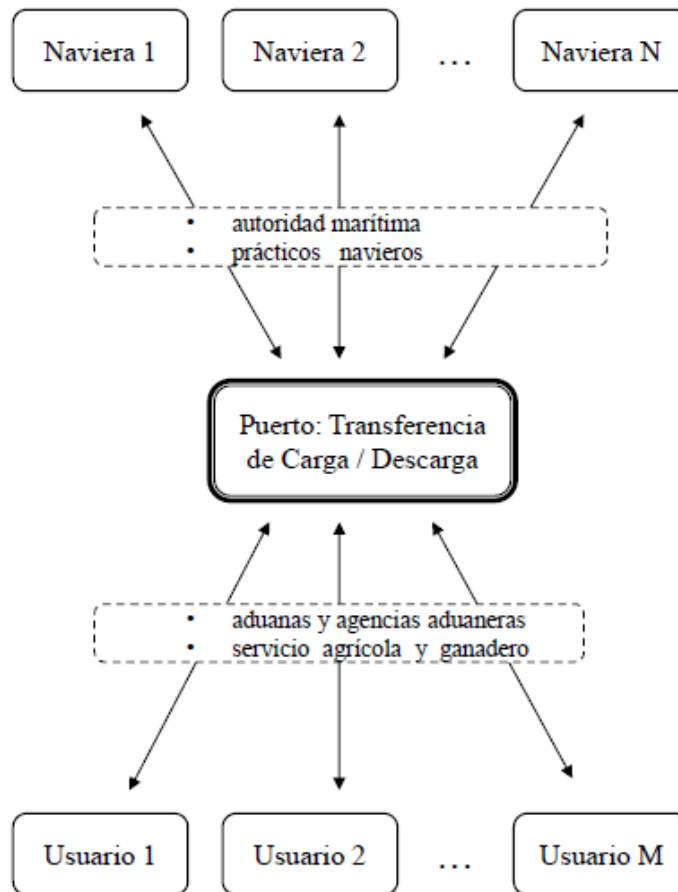 Naviera 1
Naviera 2
...
Naviera N
• autoridad marítima
• prácticos navieros
Puerto: Transferencia
de Carga / Descarga
• aduanas y agencias aduaneras
• servicio agrícola y ganadero
Usuario 1
Usuario 2
...
Usuario M